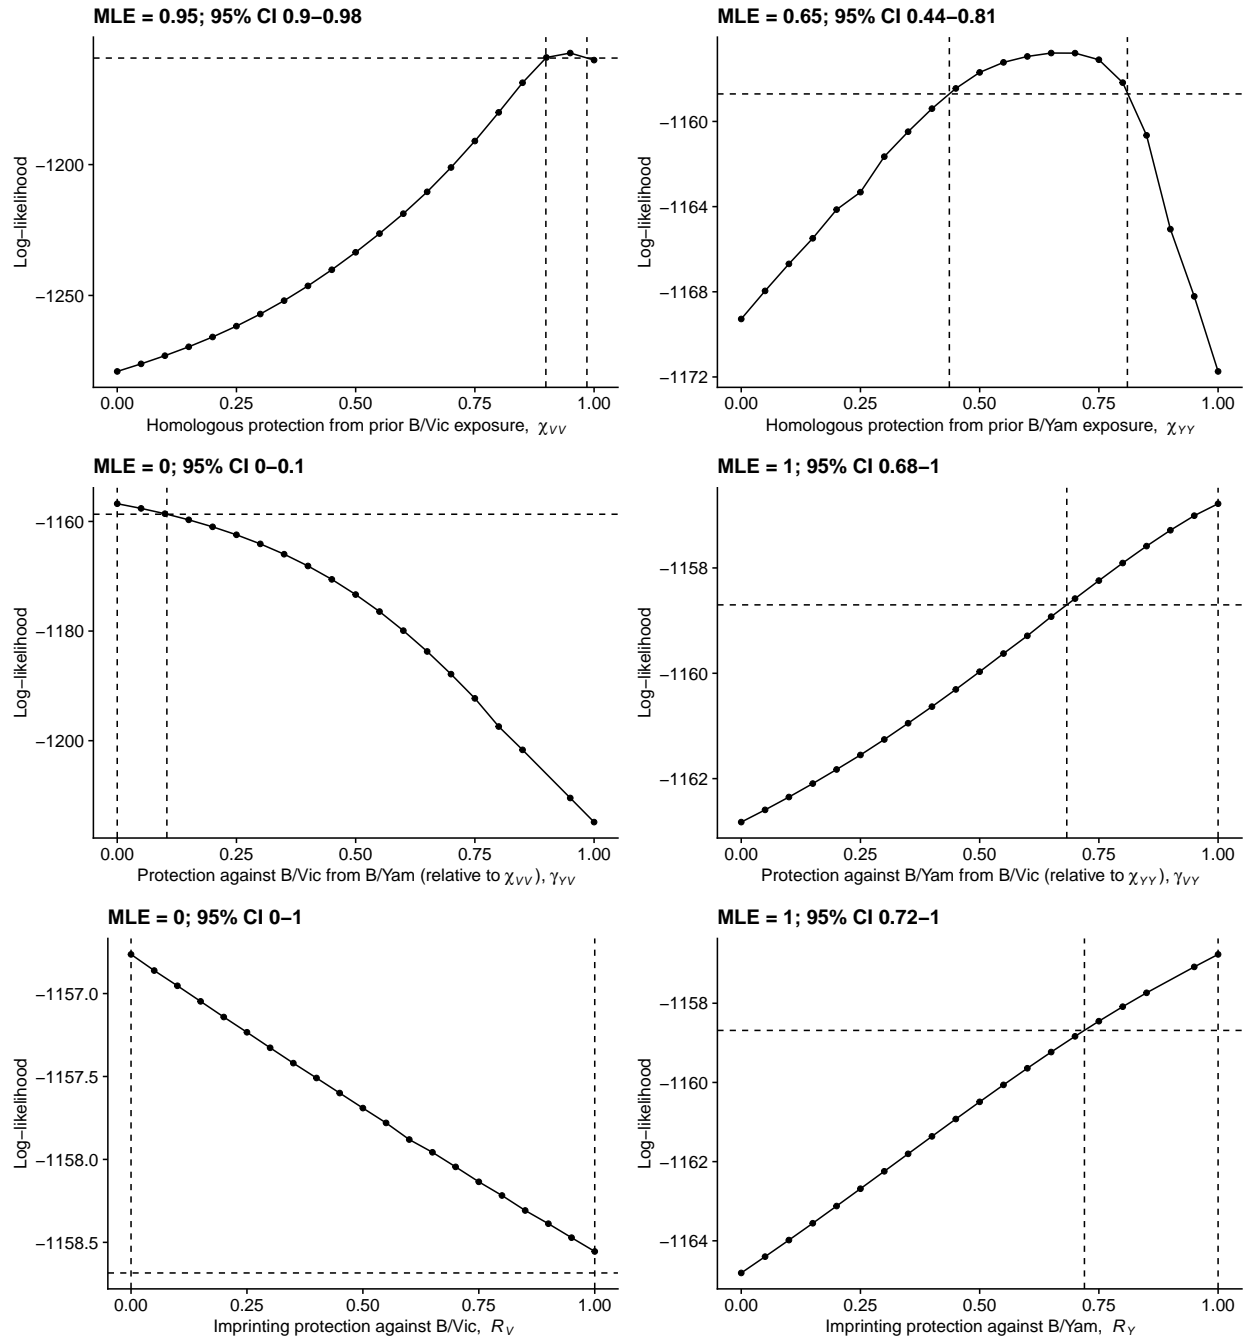 MLE = 0.95; 95% CI 0.9–0.98
Log–likelihood
−1200
−1250
0.00 0.25 0.50 0.75 1.00
Homologous protection from prior B/Vic exposure, χVV
MLE = 0.65; 95% CI 0.44–0.81
Log–likelihood
−1160
−1164
−1168
−1172
0.00 0.25 0.50 0.75 1.00
Homologous protection from prior B/Yam exposure, χYY
MLE = 0; 95% CI 0–0.1
Log–likelihood
−1160
−1180
−1200
0.00 0.25 0.50 0.75 1.00
Protection against B/Vic from B/Yam (relative to χVV), γYV
MLE = 1; 95% CI 0.68–1
Log–likelihood
−1158
−1160
−1162
0.00 0.25 0.50 0.75 1.00
Protection against B/Yam from B/Vic (relative to χYY), γVY
MLE = 0; 95% CI 0–1
Log–likelihood
−1157.0
−1157.5
−1158.0
−1158.5
0.00 0.25 0.50 0.75 1.00
Imprinting protection against B/Vic, RV
MLE = 1; 95% CI 0.72–1
Log–likelihood
−1158
−1160
−1162
−1164
0.00 0.25 0.50 0.75 1.00
Imprinting protection against B/Yam, RY